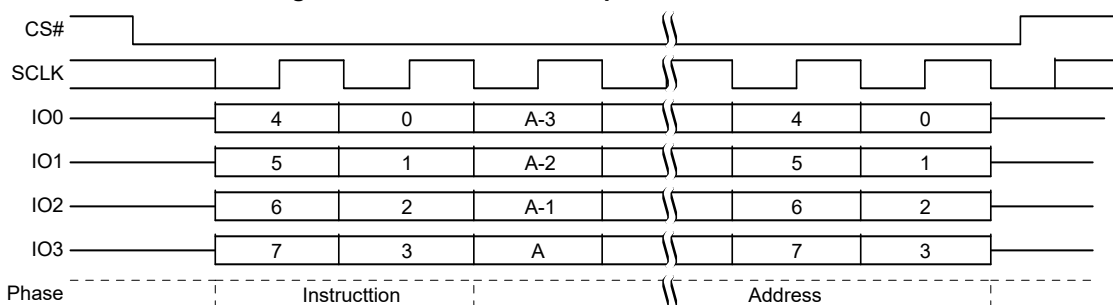 CS#
SCLK
IO0 4 0 A-3 4 0
IO1 5 1 A-2 5 1
IO2 6 2 A-1 6 2
IO3 7 3 A 7 3
Phase Instructtion Address